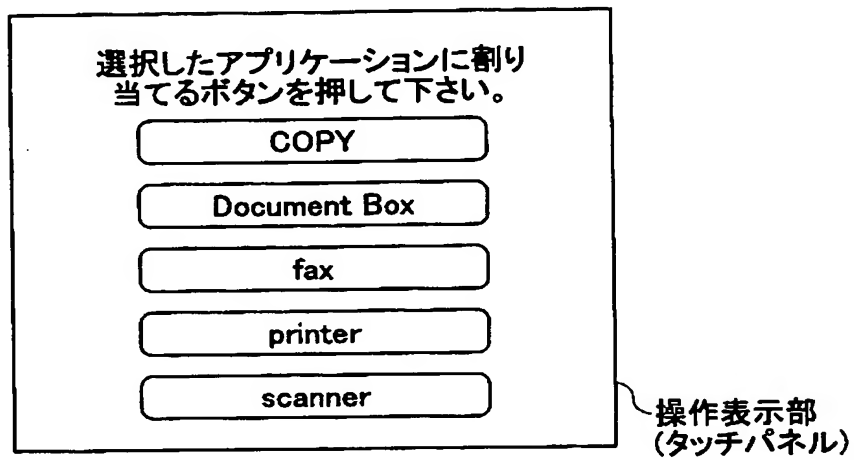 選択したアプリケーションに割り
当てるボタンを押して下さい。
COPY
Document Box
fax
printer
scanner
操作表示部
(タッチパネル)